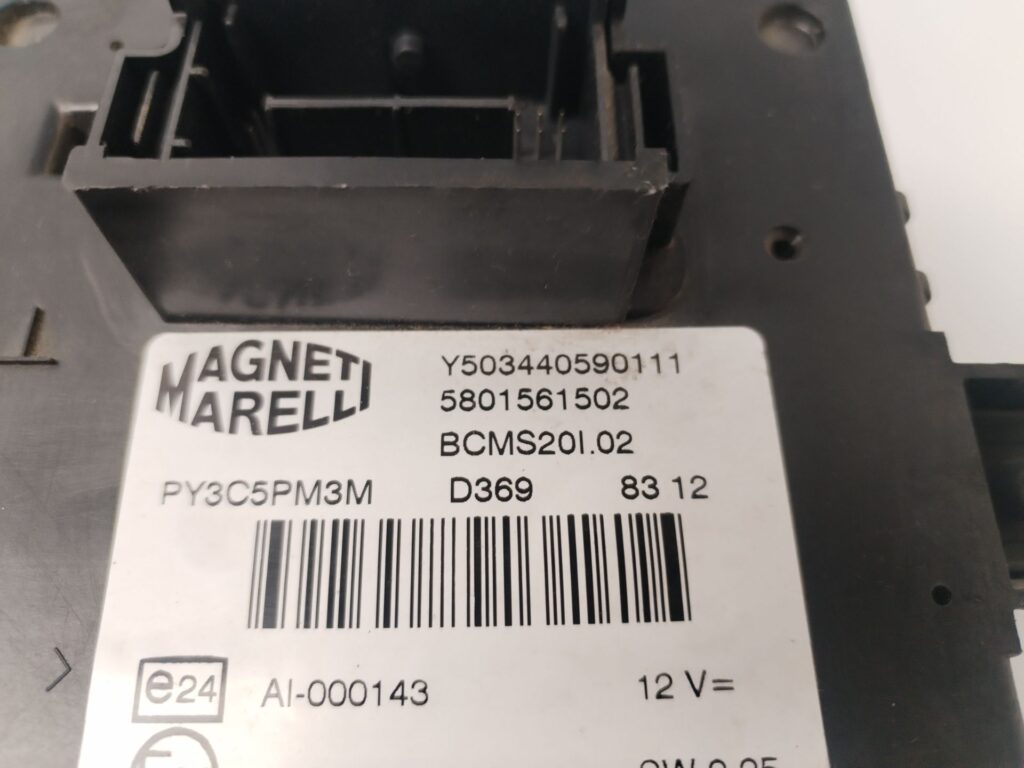 MAGNETI
MARELLI
Y503440590111
5801561502
BCMS20I.02
PY3C5PM3M D369 83 12
e24 AI-000143 12 V=